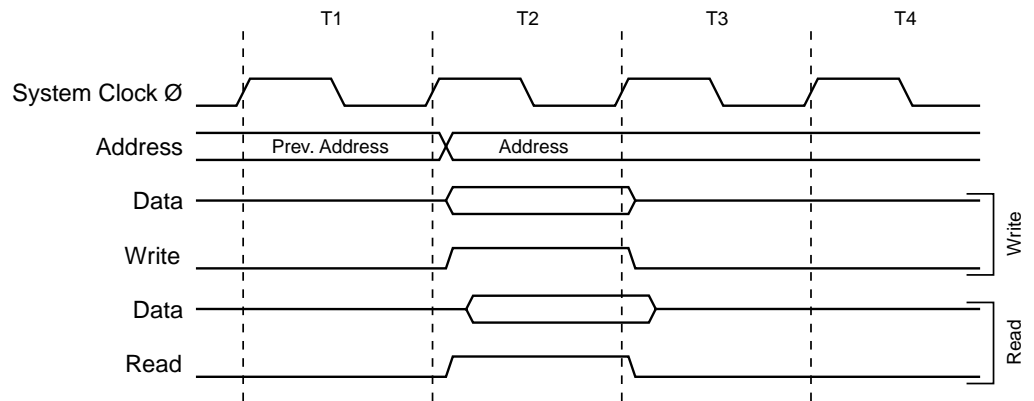 T1 T2 T3 T4
System Clock Ø
Address Prev. Address Address
Data
Write
Write
Data
Read
Read